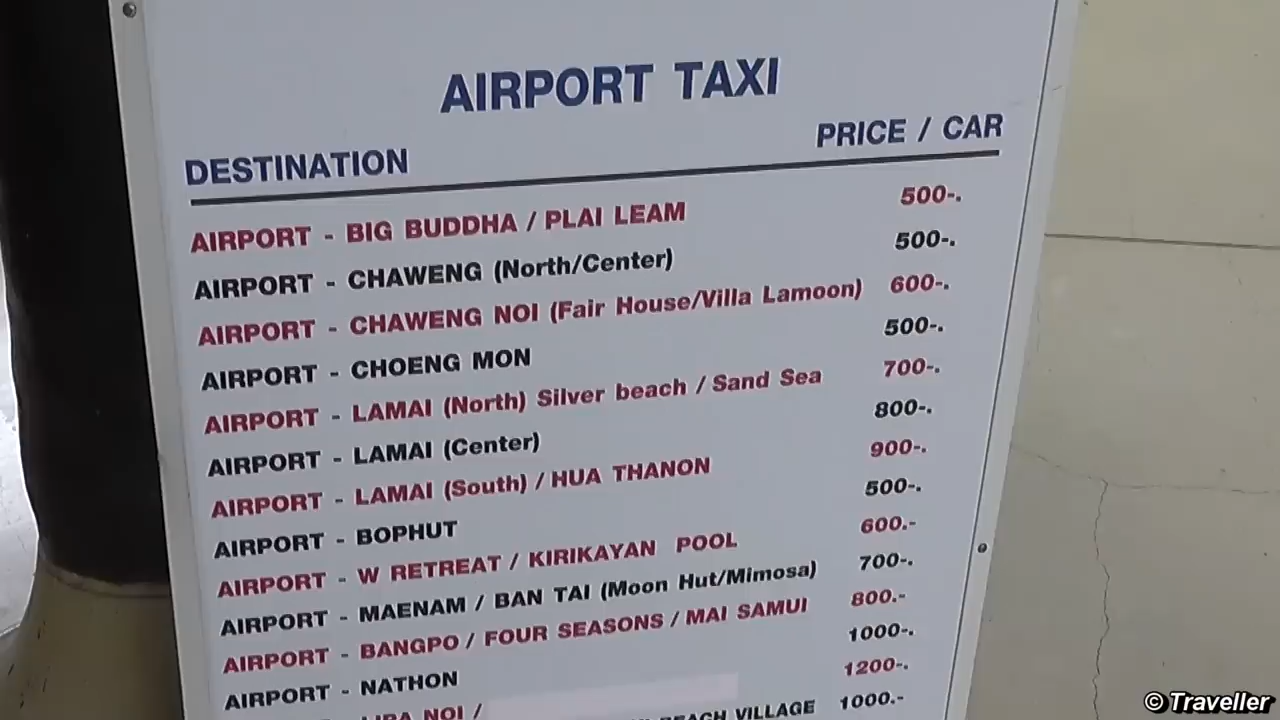 AIRPORT TAXI
DESTINATION PRICE / CAR
AIRPORT - BIG BUDDHA / PLAI LEAM 500-.
AIRPORT - CHAWENG (North/Center) 500-.
AIRPORT - CHAWENG NOI (Fair House/Villa Lamoon) 600-.
AIRPORT - CHOENG MON 500-.
AIRPORT - LAMAI (North) Silver beach / Sand Sea 700-.
AIRPORT - LAMAI (Center) 800-.
AIRPORT - LAMAI (South) / HUA THANON 900-.
AIRPORT - BOPHUT 500-.
AIRPORT - W RETREAT / KIRIKAYAN POOL 600.-
AIRPORT - MAENAM / BAN TAI (Moon Hut/Mimosa) 700-.
AIRPORT - BANGPO / FOUR SEASONS / MAI SAMUI 800.-
AIRPORT - NATHON 1000-.
LIPA NOI / 1200-.
BEACH VILLAGE 1000.-
© Traveller